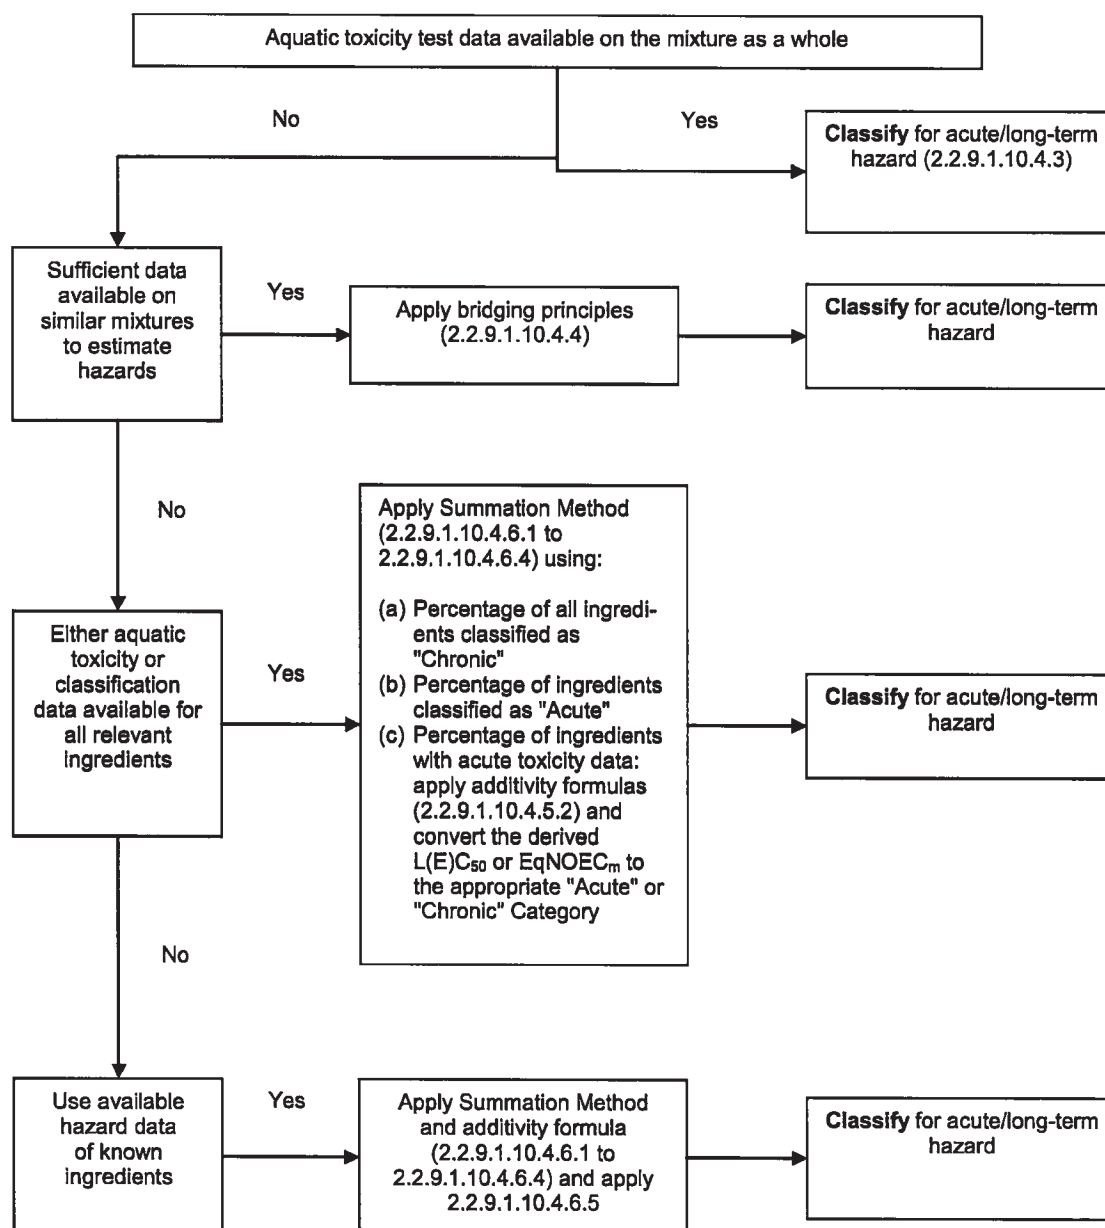 Aquatic toxicity test data available on the mixture as a whole
No
Yes
Classify for acute/long-term
hazard (2.2.9.1.10.4.3)
Sufficient data
available on
similar mixtures
to estimate
hazards
Yes
Apply bridging principles
(2.2.9.1.10.4.4)
Classify for acute/long-term
hazard
No
Either aquatic
toxicity or
classification
data available for
all relevant
ingredients
Yes
Apply Summation Method
(2.2.9.1.10.4.6.1 to
2.2.9.1.10.4.6.4) using:
(a) Percentage of all ingredi-
ents classified as
"Chronic"
(b) Percentage of ingredients
classified as "Acute"
(c) Percentage of ingredients
with acute toxicity data:
apply additivity formulas
(2.2.9.1.10.4.5.2) and
convert the derived
L(E)C₅₀ or EqNOECₘ to
the appropriate "Acute" or
"Chronic" Category
Classify for acute/long-term
hazard
No
Use available
hazard data
of known
ingredients
Yes
Apply Summation Method
and additivity formula
(2.2.9.1.10.4.6.1 to
2.2.9.1.10.4.6.4) and apply
2.2.9.1.10.4.6.5
Classify for acute/long-term
hazard